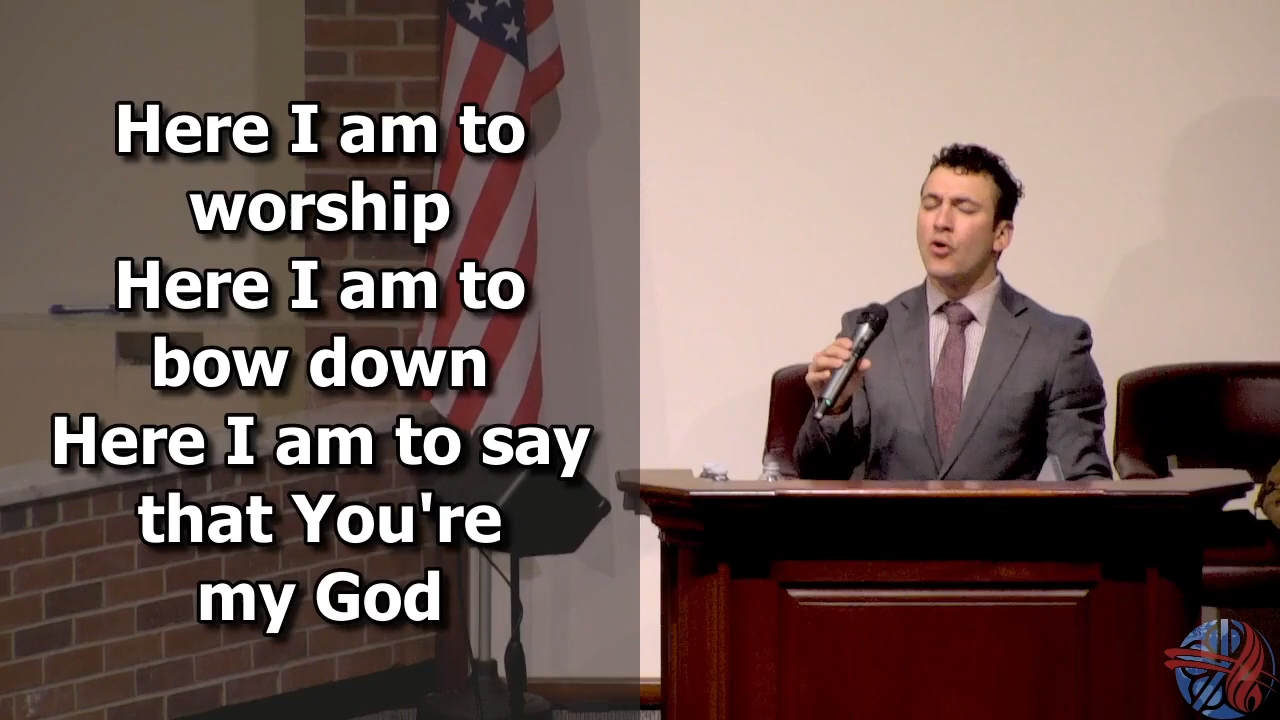 Here I am to
worship
Here I am to
bow down
Here I am to say
that You're
my God